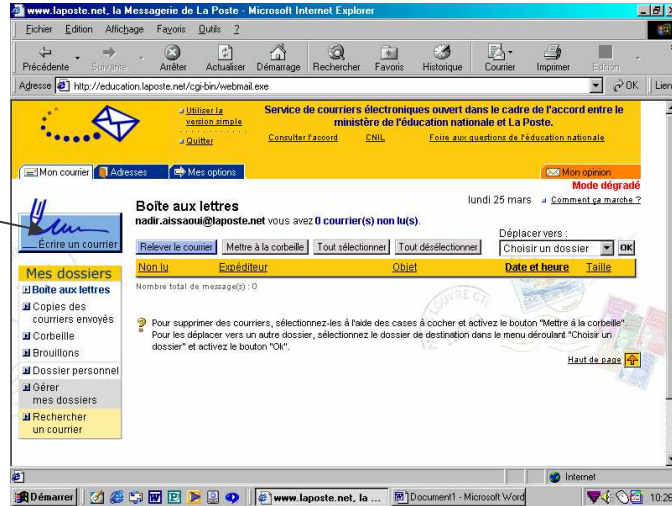 www.laposte.net, la Messagerie de La Poste - Microsoft Internet Explorer
Fichier Edition Affichage Favoris Outils ?
Précédente Suivante Arrêter Actualiser Démarrage Rechercher Favoris Historique Courrier Imprimer Edition
Adresse http://education.laposte.net/cgi-bin/webmail.exe OK Lien
Utiliser la version simple
Quitter
Service de courriers électroniques ouvert dans le cadre de l'accord entre le
ministère de l'éducation nationale et La Poste.
Consulter l'accord CNIL Foire aux questions de l'éducation nationale
Mon courrier Adresses Mes options Mon opinion
Mode dégradé
Boîte aux lettres lundi 25 mars Comment ça marche ?
nadir.aissaoui@laposte.net vous avez 0 courrier(s) non lu(s).
Écrire un courrier
Déplacer vers :
Relever le courrier Mettre à la corbeille Tout sélectionner Tout désélectionner Choisir un dossier OK
Non lu Expéditeur Objet Date et heure Taille
Nombre total de message(s) : 0
Mes dossiers
Boîte aux lettres
Copies des
courriers envoyés
Corbeille
Brouillons
Dossier personnel
Gérer
mes dossiers
Rechercher
un courrier
? Pour supprimer des courriers, sélectionnez-les à l'aide des cases à cocher et activez le bouton "Mettre à la corbeille".
Pour les déplacer vers un autre dossier, sélectionnez le dossier de destination dans le menu déroulant "Choisir un
dossier" et activez le bouton "Ok".
Haut de page
Internet
Démarrer www.laposte.net, la ... Document1 - Microsoft Word 10:26